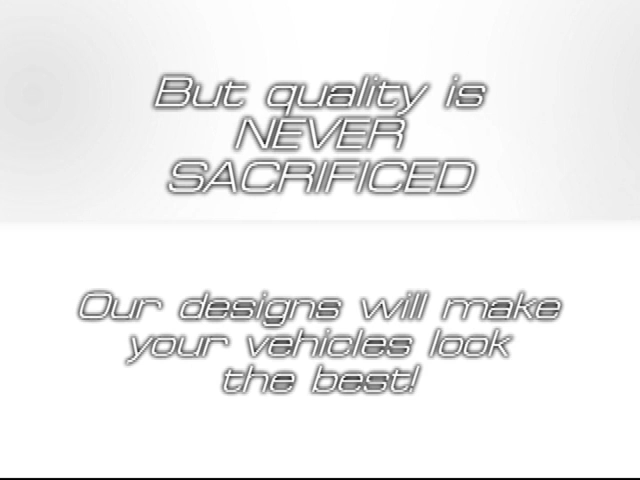 But quality is
NEVER
SACRIFICED
Our designs will make
your vehicles look
the best!